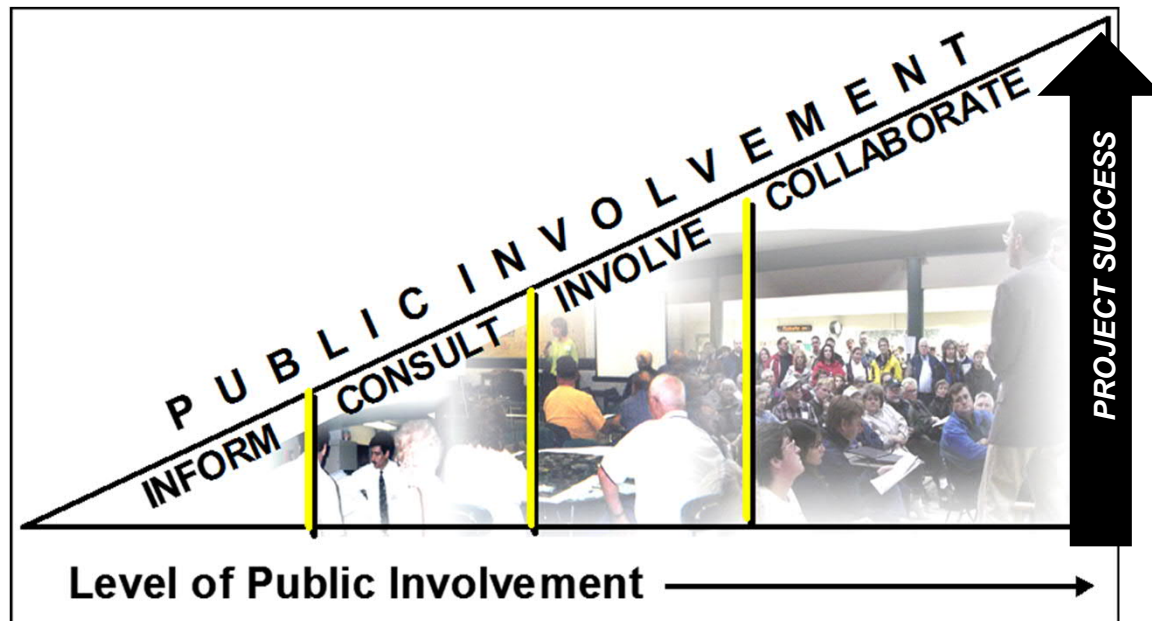 PUBLIC INVOLVEMENT
INFORM
CONSULT
INVOLVE
COLLABORATE
PROJECT SUCCESS
Level of Public Involvement